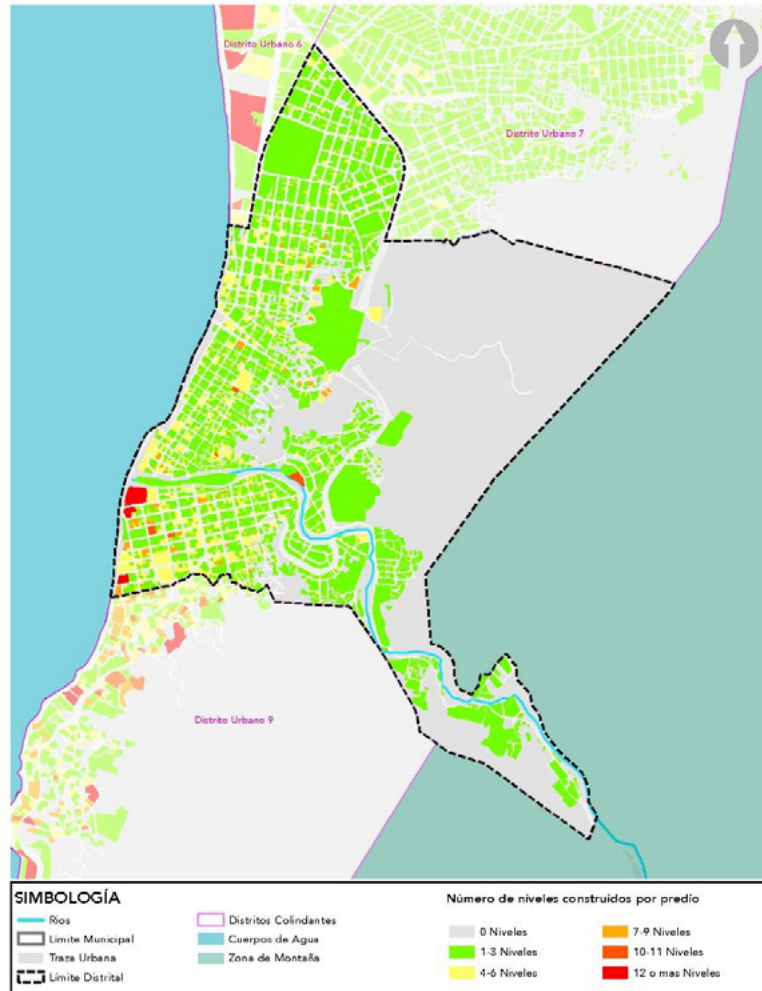 Distrito Urbano 6
Distrito Urbano 7
Distrito Urbano 9
SIMBOLOGÍA
Ríos
Límite Municipal
Traza Urbana
Límite Distrital
Distritos Colindantes
Cuerpos de Agua
Zona de Montaña
Número de niveles construidos por predio
0 Niveles
1-3 Niveles
4-6 Niveles
7-9 Niveles
10-11 Niveles
12 o mas Niveles